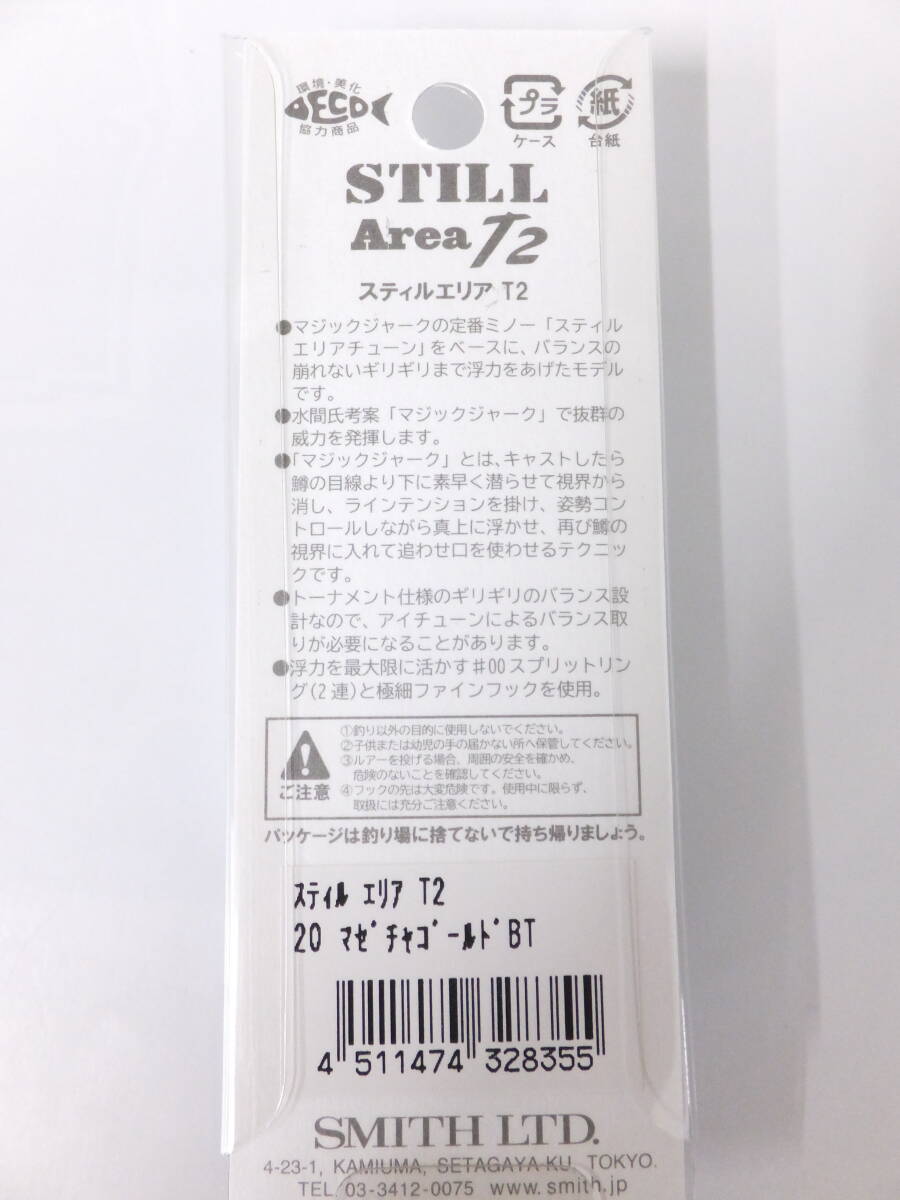 環境・美化
ECO
協力商品
プラ
ケース
紙
台紙
STILL
Area T2
スティルエリア T2
●マジックジャークの定番ミノー「スティル
エリアチューン」をベースに、バランスの
崩れないギリギリまで浮力をあげたモデル
です。
●水間氏考案「マジックジャーク」で抜群の
威力を発揮します。
●「マジックジャーク」とは、キャストしたら
鱒の目線より下に素早く潜らせて視界から
消し、ラインテンションを掛け、姿勢コン
トロールしながら真上に浮かせ、再び鱒の
視界に入れて追わせ口を使わせるテクニッ
クです。
●トーナメント仕様のギリギリのバランス設
計なので、アイチューンによるバランス取
りが必要になることがあります。
●浮力を最大限に活かす#00スプリットリン
グ(2連)と極細ファインフックを使用。
ご注意
①釣り以外の目的に使用しないでください。
②子供または幼児の手の届かない所へ保管してください。
③ルアーを投げる場合、周囲の安全を確かめ、
危険のないことを確認してください。
④フックの先は大変危険です。使用中に限らず、
取扱には充分ご注意ください。
パッケージは釣り場に捨てないで持ち帰りましょう。
ｽﾃｨﾙ ｴﾘｱ T2
20 ﾏｾﾞﾁｬｺﾞｰﾙﾄﾞBT
4 511474 328355
SMITH LTD.
4-23-1, KAMIUMA, SETAGAYA-KU, TOKYO.
TEL 03-3412-0075 www.smith.jp